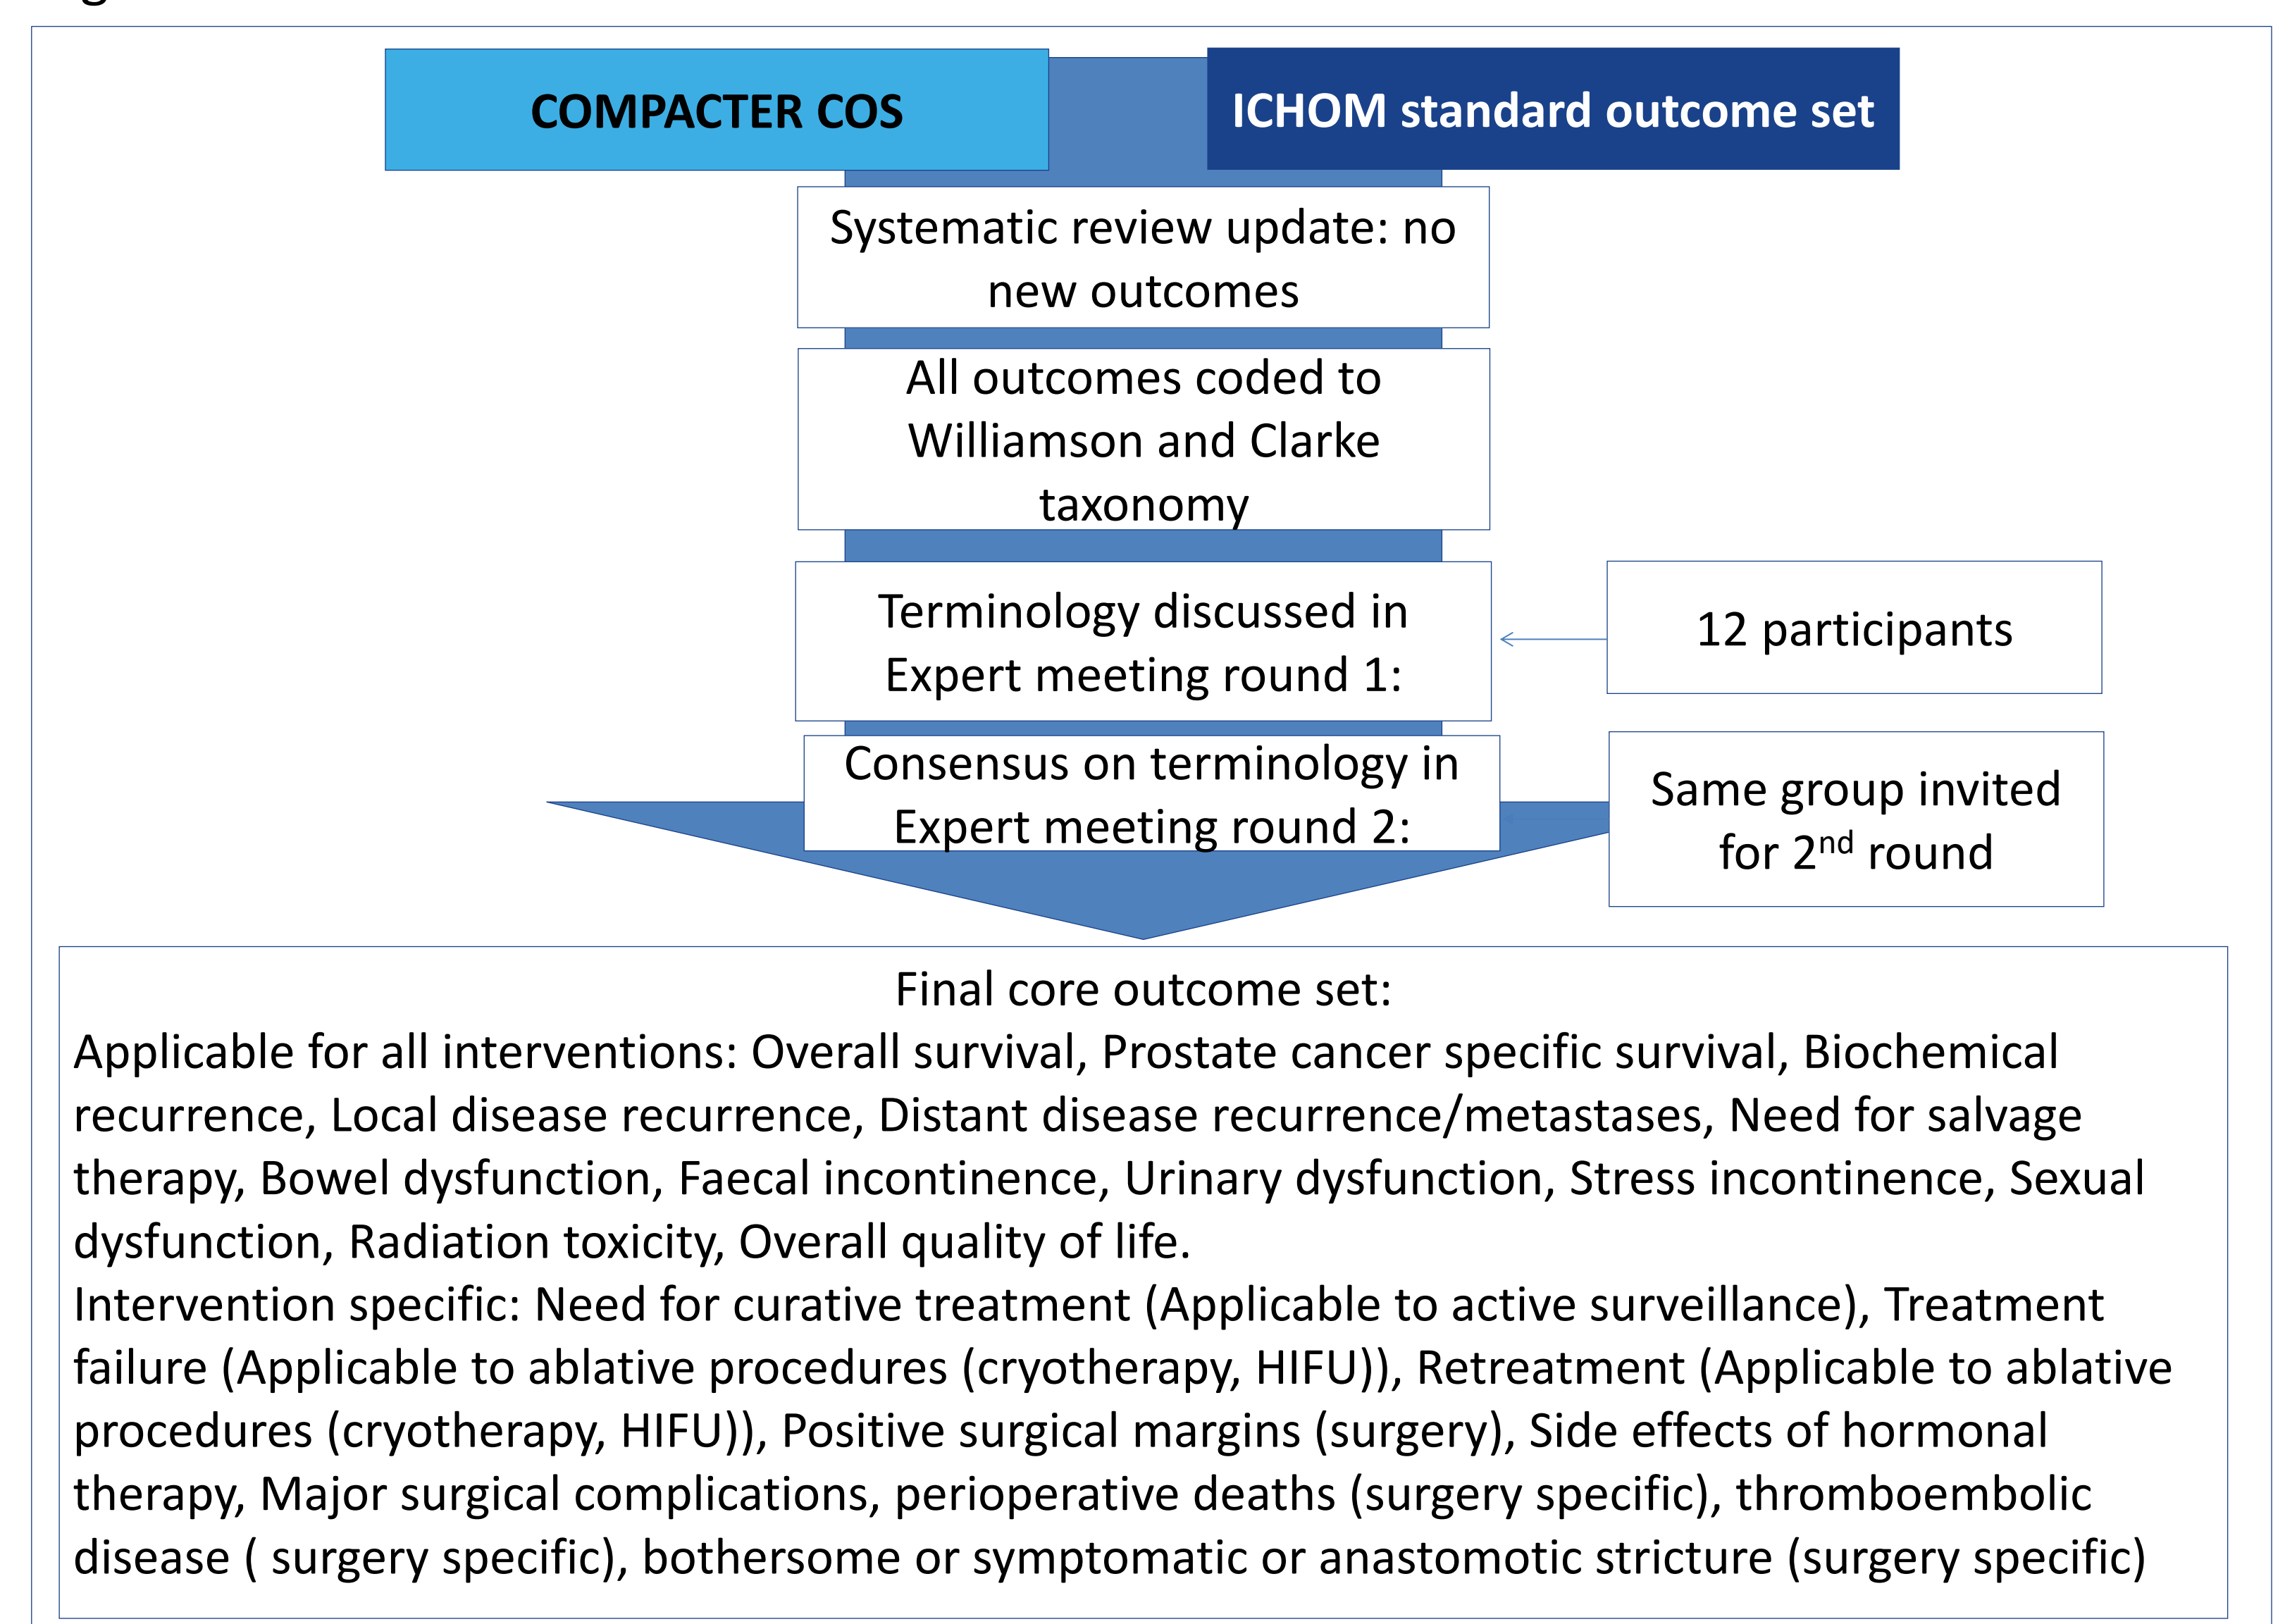 COMPACTER COS
ICHOM standard outcome set
Systematic review update: no
new outcomes
All outcomes coded to
Williamson and Clarke
taxonomy
Terminology discussed in
Expert meeting round 1:
12 participants
Consensus on terminology in
Expert meeting round 2:
Same group invited
for 2nd round
Final core outcome set:
Applicable for all interventions: Overall survival, Prostate cancer specific survival, Biochemical
recurrence, Local disease recurrence, Distant disease recurrence/metastases, Need for salvage
therapy, Bowel dysfunction, Faecal incontinence, Urinary dysfunction, Stress incontinence, Sexual
dysfunction, Radiation toxicity, Overall quality of life.
Intervention specific: Need for curative treatment (Applicable to active surveillance), Treatment
failure (Applicable to ablative procedures (cryotherapy, HIFU)), Retreatment (Applicable to ablative
procedures (cryotherapy, HIFU)), Positive surgical margins (surgery), Side effects of hormonal
therapy, Major surgical complications, perioperative deaths (surgery specific), thromboembolic
disease ( surgery specific), bothersome or symptomatic or anastomotic stricture (surgery specific)